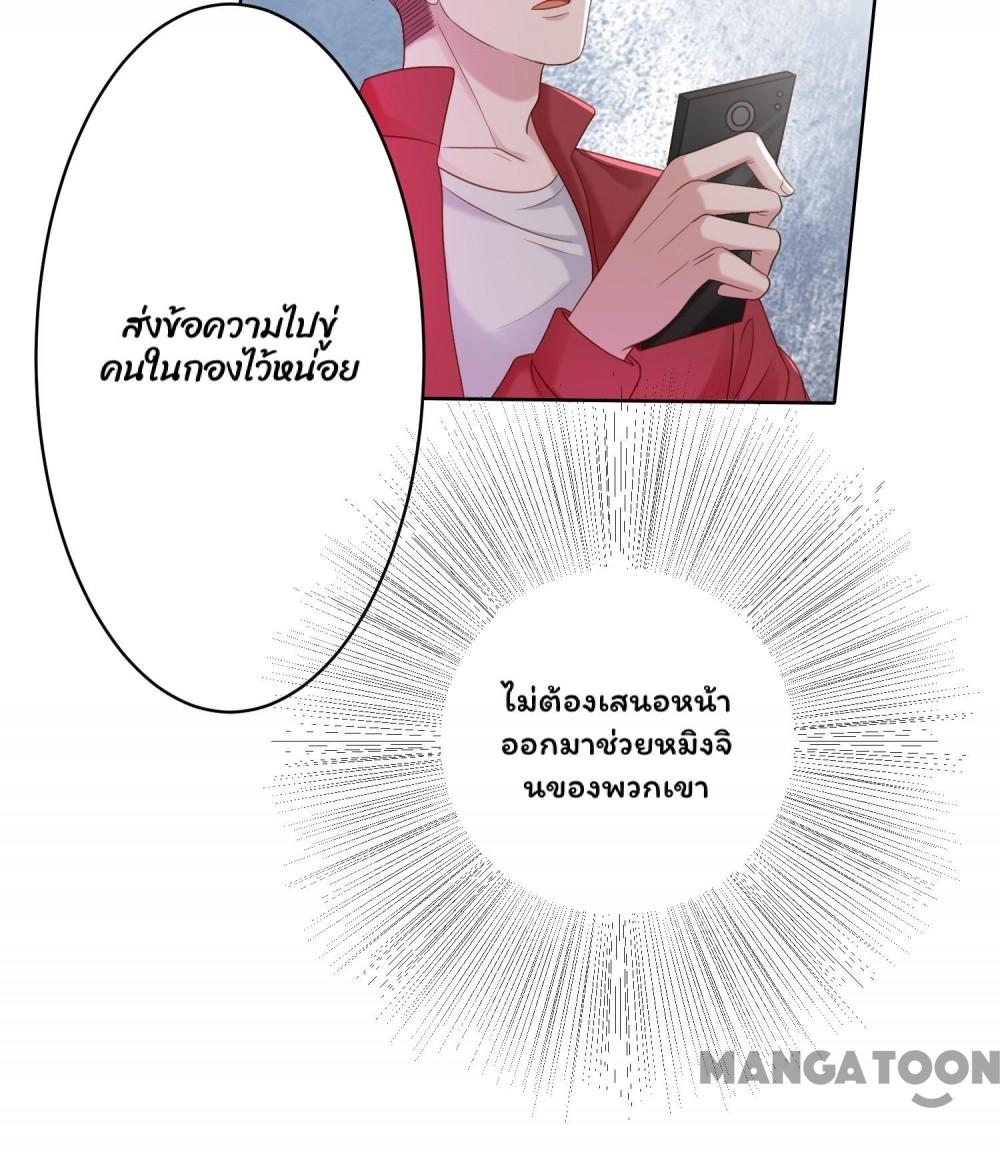 ส่งข้อความไปขู่
คนในกองไว้หน่อย
ไม่ต้องเสนอหน้า
ออกมาช่วยหมิงจิ
นของพวกเขา
MANGATOON